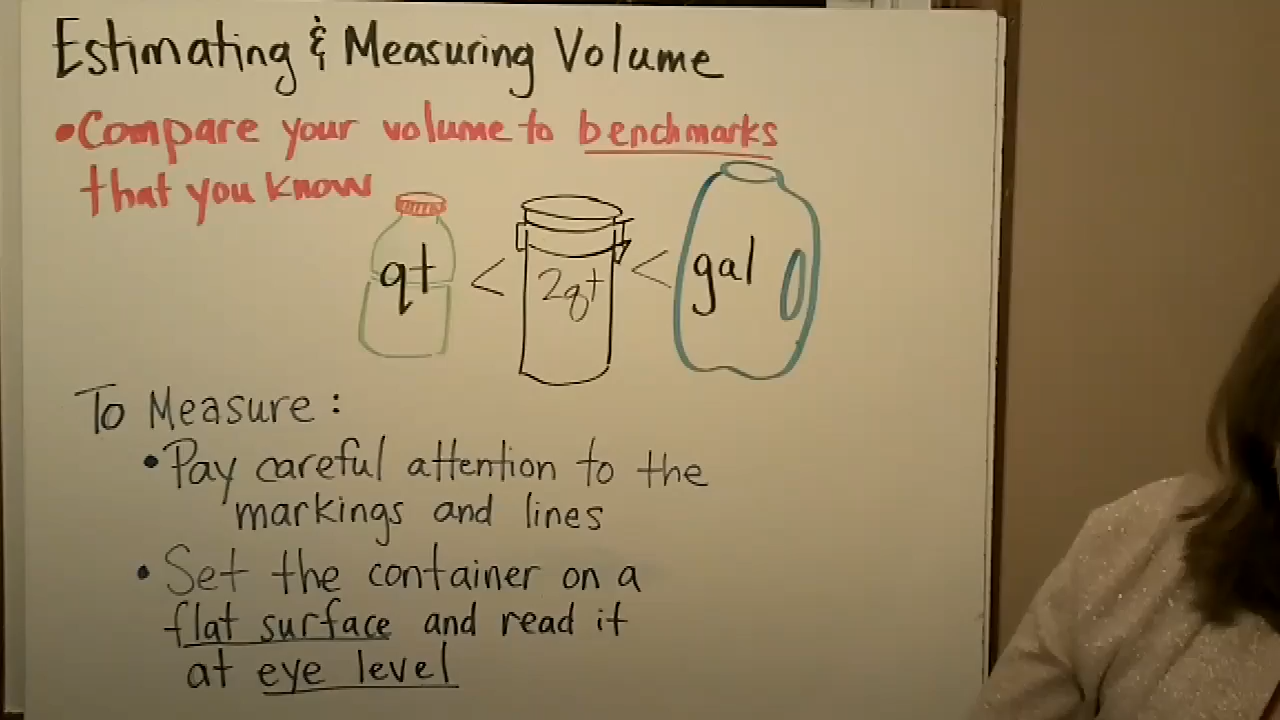 Estimating & Measuring Volume
• Compare your volume to benchmarks
that you know
qt < 2qt < gal
To Measure:
• Pay careful attention to the
markings and lines
• Set the container on a
flat surface and read it
at eye level